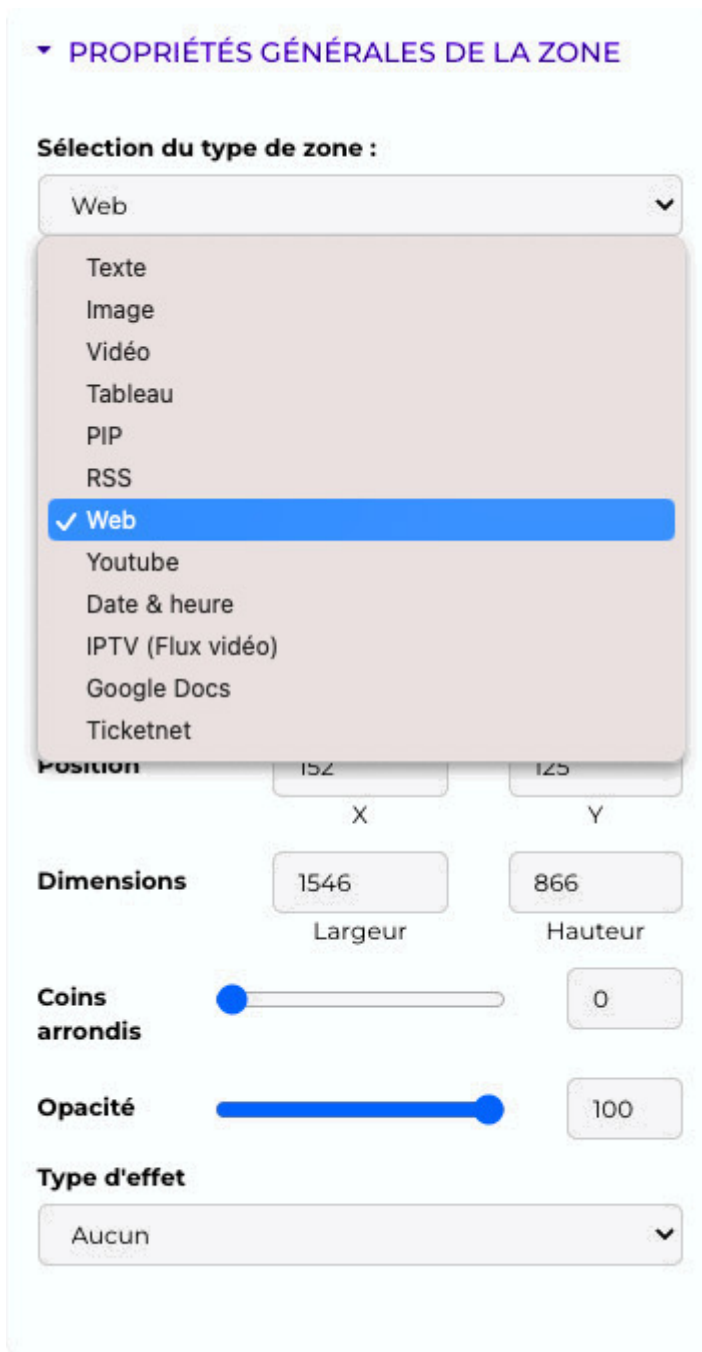 PROPRIÉTÉS GÉNÉRALES DE LA ZONE
Sélection du type de zone :
Web
Texte
Image
Vidéo
Tableau
PIP
RSS
Web
Youtube
Date & heure
IPTV (Flux vidéo)
Google Docs
Ticketnet
Position 152 125
X Y
Dimensions 1546 866
Largeur Hauteur
Coins
arrondis 0
Opacité 100
Type d'effet
Aucun